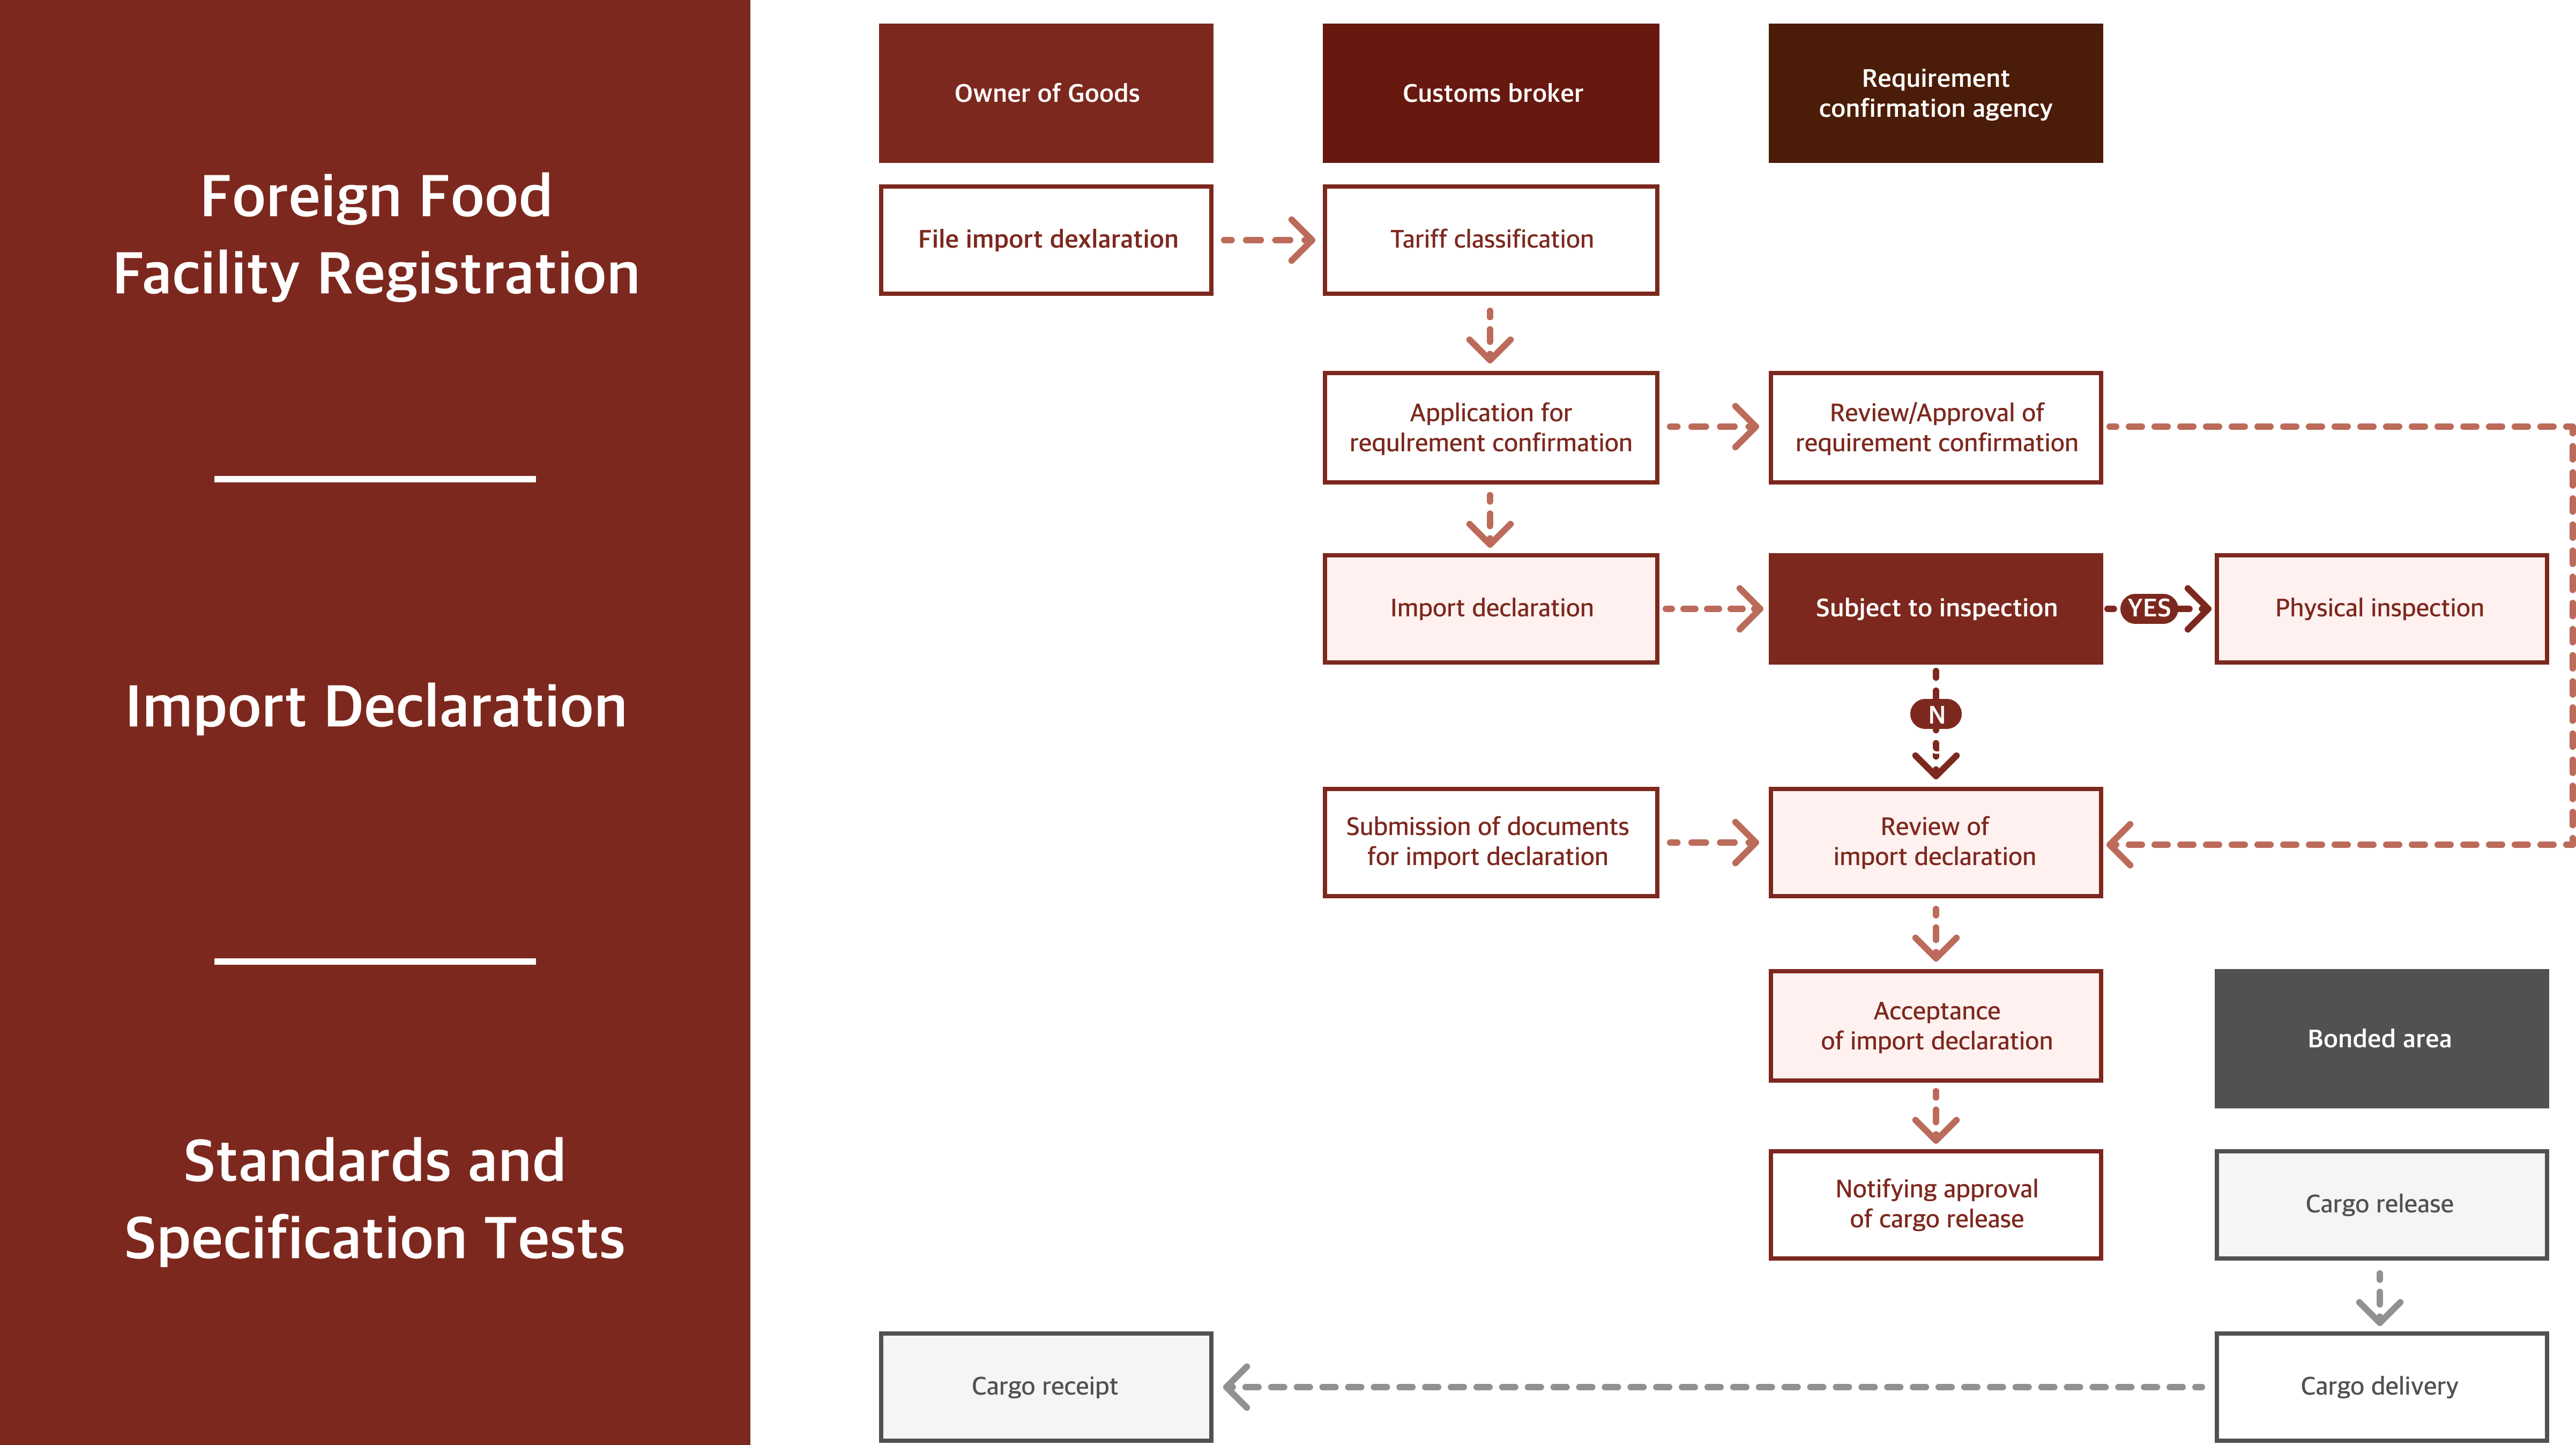 Foreign Food
Facility Registration
Import Declaration
Standards and
Specification Tests
Owner of Goods
Customs broker
Requirement
confirmation agency
File import dexlaration
Tariff classification
Application for
requlrement confirmation
Review/Approval of
requirement confirmation
Import declaration
Subject to inspection
YES
Physical inspection
N
Submission of documents
for import declaration
Review of
import declaration
Acceptance
of import declaration
Bonded area
Notifying approval
of cargo release
Cargo release
Cargo receipt
Cargo delivery